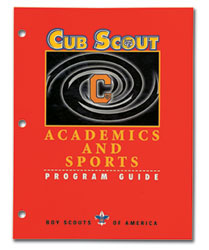 CUB SCOUT
C
ACADEMICS
AND
SPORTS
PROGRAM GUIDE
BOY SCOUTS OF AMERICA